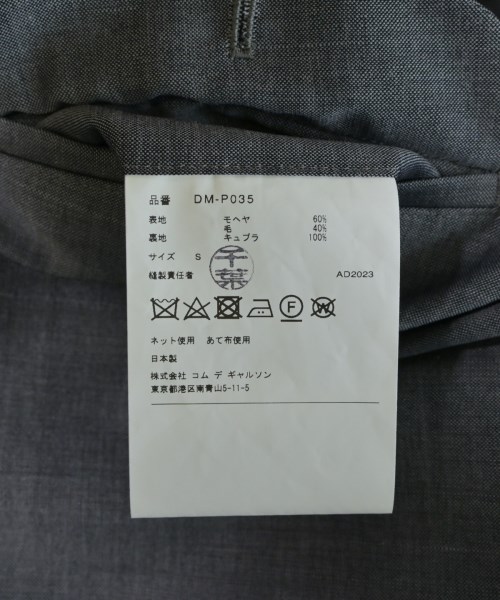 品番 DM-P035
表地 モヘヤ 60%
毛 40%
裏地 キュプラ 100%
サイズ S
千葉
縫製責任者 AD2023
F W
ネット使用 あて布使用
日本製
株式会社 コム デ ギャルソン
東京都港区南青山5-11-5